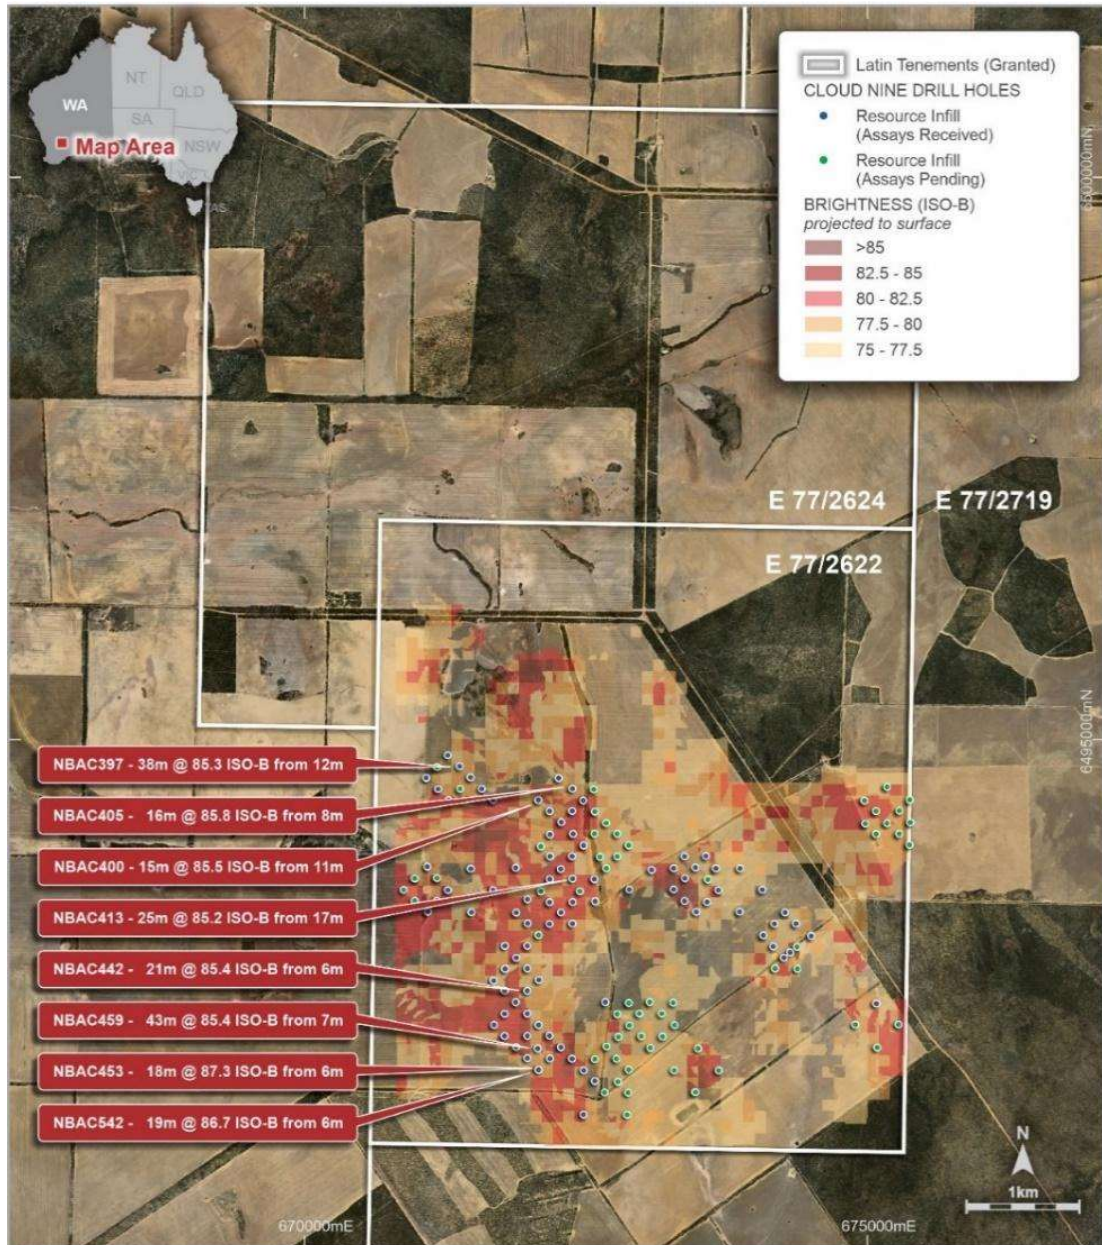 WA
NT
QLD
SA
NSW
VIC
TAS
Map Area
Latin Tenements (Granted)
CLOUD NINE DRILL HOLES
Resource Infill
(Assays Received)
Resource Infill
(Assays Pending)
BRIGHTNESS (ISO-B)
projected to surface
>85
82.5 - 85
80 - 82.5
77.5 - 80
75 - 77.5
6500000mN
E 77/2624
E 77/2719
E 77/2622
6495000mN
NBAC397 - 38m @ 85.3 ISO-B from 12m
NBAC405 - 16m @ 85.8 ISO-B from 8m
NBAC400 - 15m @ 85.5 ISO-B from 11m
NBAC413 - 25m @ 85.2 ISO-B from 17m
NBAC442 - 21m @ 85.4 ISO-B from 6m
NBAC459 - 43m @ 85.4 ISO-B from 7m
NBAC453 - 18m @ 87.3 ISO-B from 6m
NBAC542 - 19m @ 86.7 ISO-B from 6m
N
1km
670000mE
675000mE